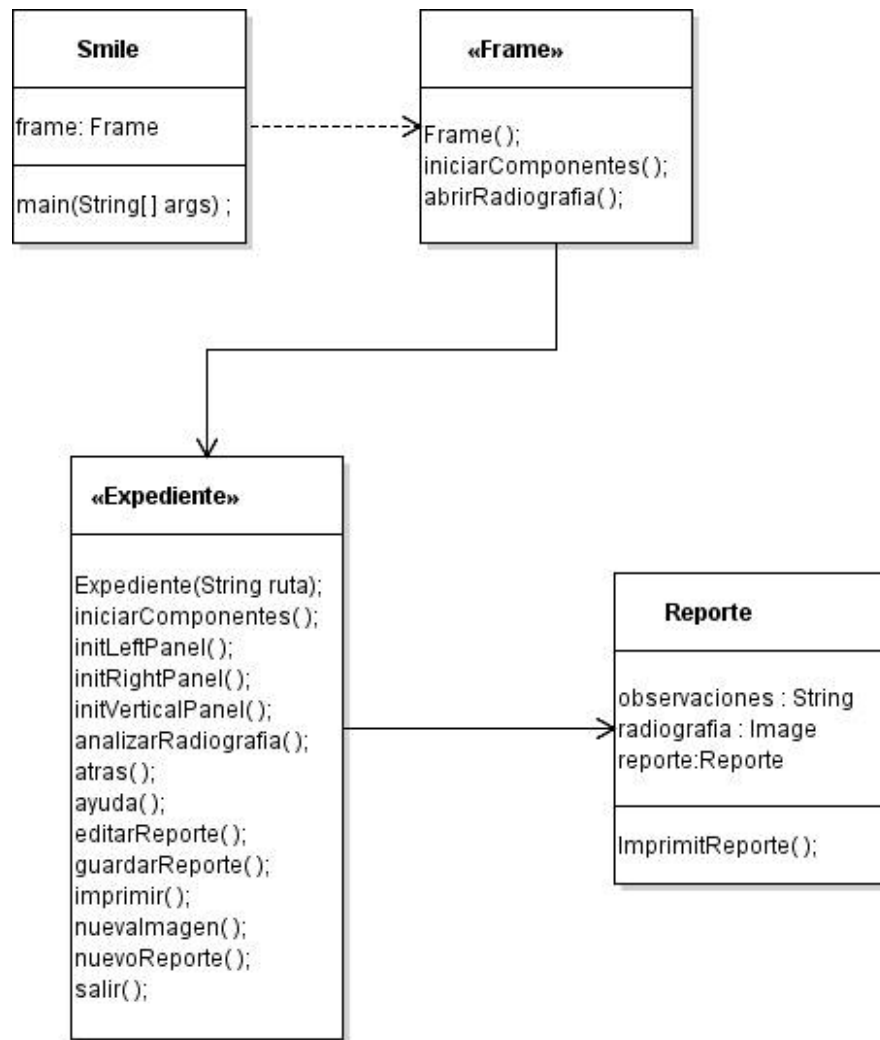 Smile
frame: Frame
main(String[ ] args) ;
«Frame»
Frame( );
iniciarComponentes( );
abrirRadiografia( );
«Expediente»
Expediente(String ruta);
iniciarComponentes( );
initLeftPanel( );
initRightPanel( );
initVerticalPanel( );
analizarRadiografia( );
atras( );
ayuda( );
editarReporte( );
guardarReporte( );
imprimir( );
nuevaImagen( );
nuevoReporte( );
salir( );
Reporte
observaciones : String
radiografia : Image
reporte:Reporte
ImprimitReporte( );